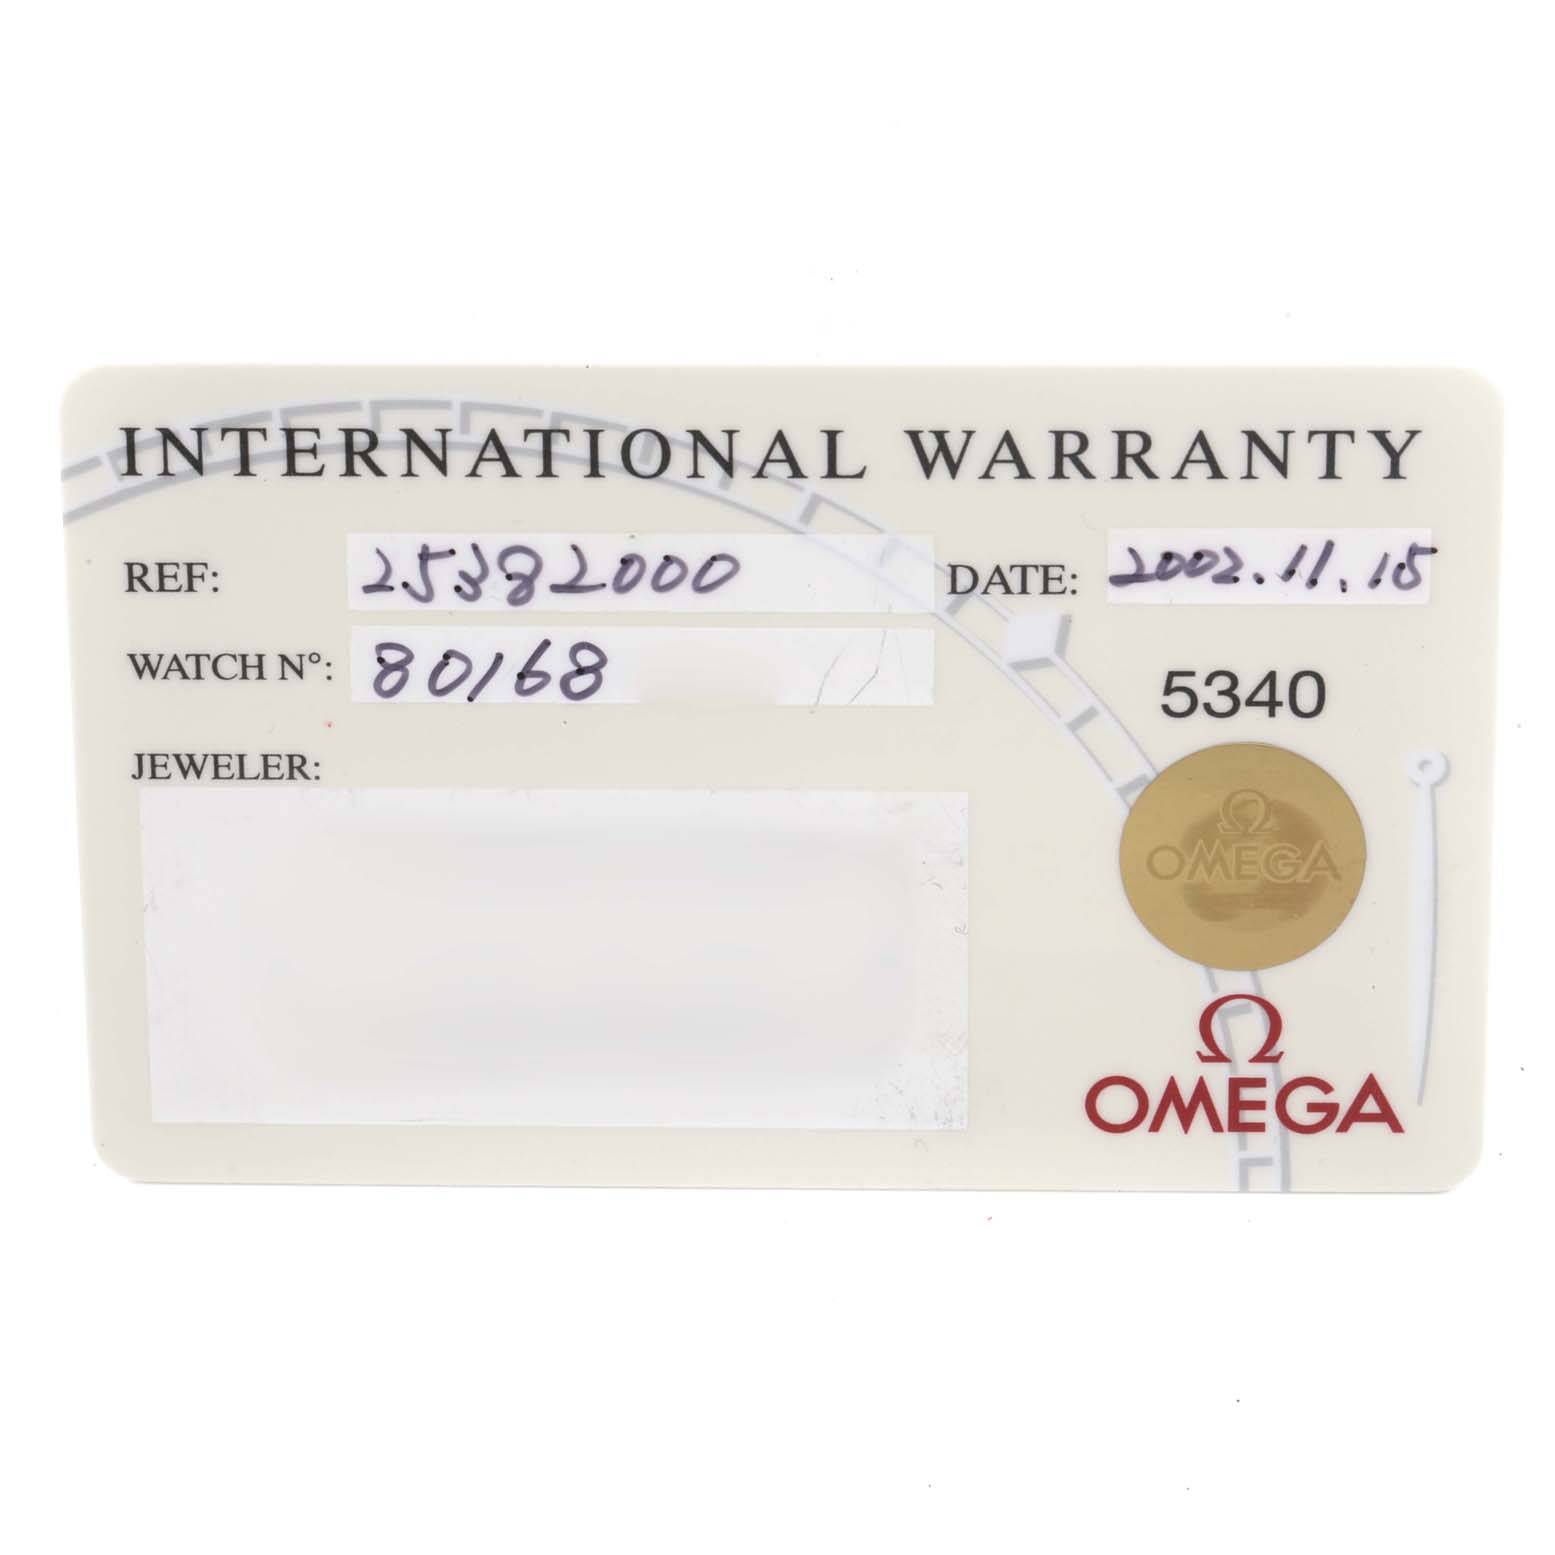 INTERNATIONAL WARRANTY
REF: 25382000 DATE: 2002.11.15
WATCH N°: 80168
5340
JEWELER:
Ω
OMEGA
Ω
OMEGA